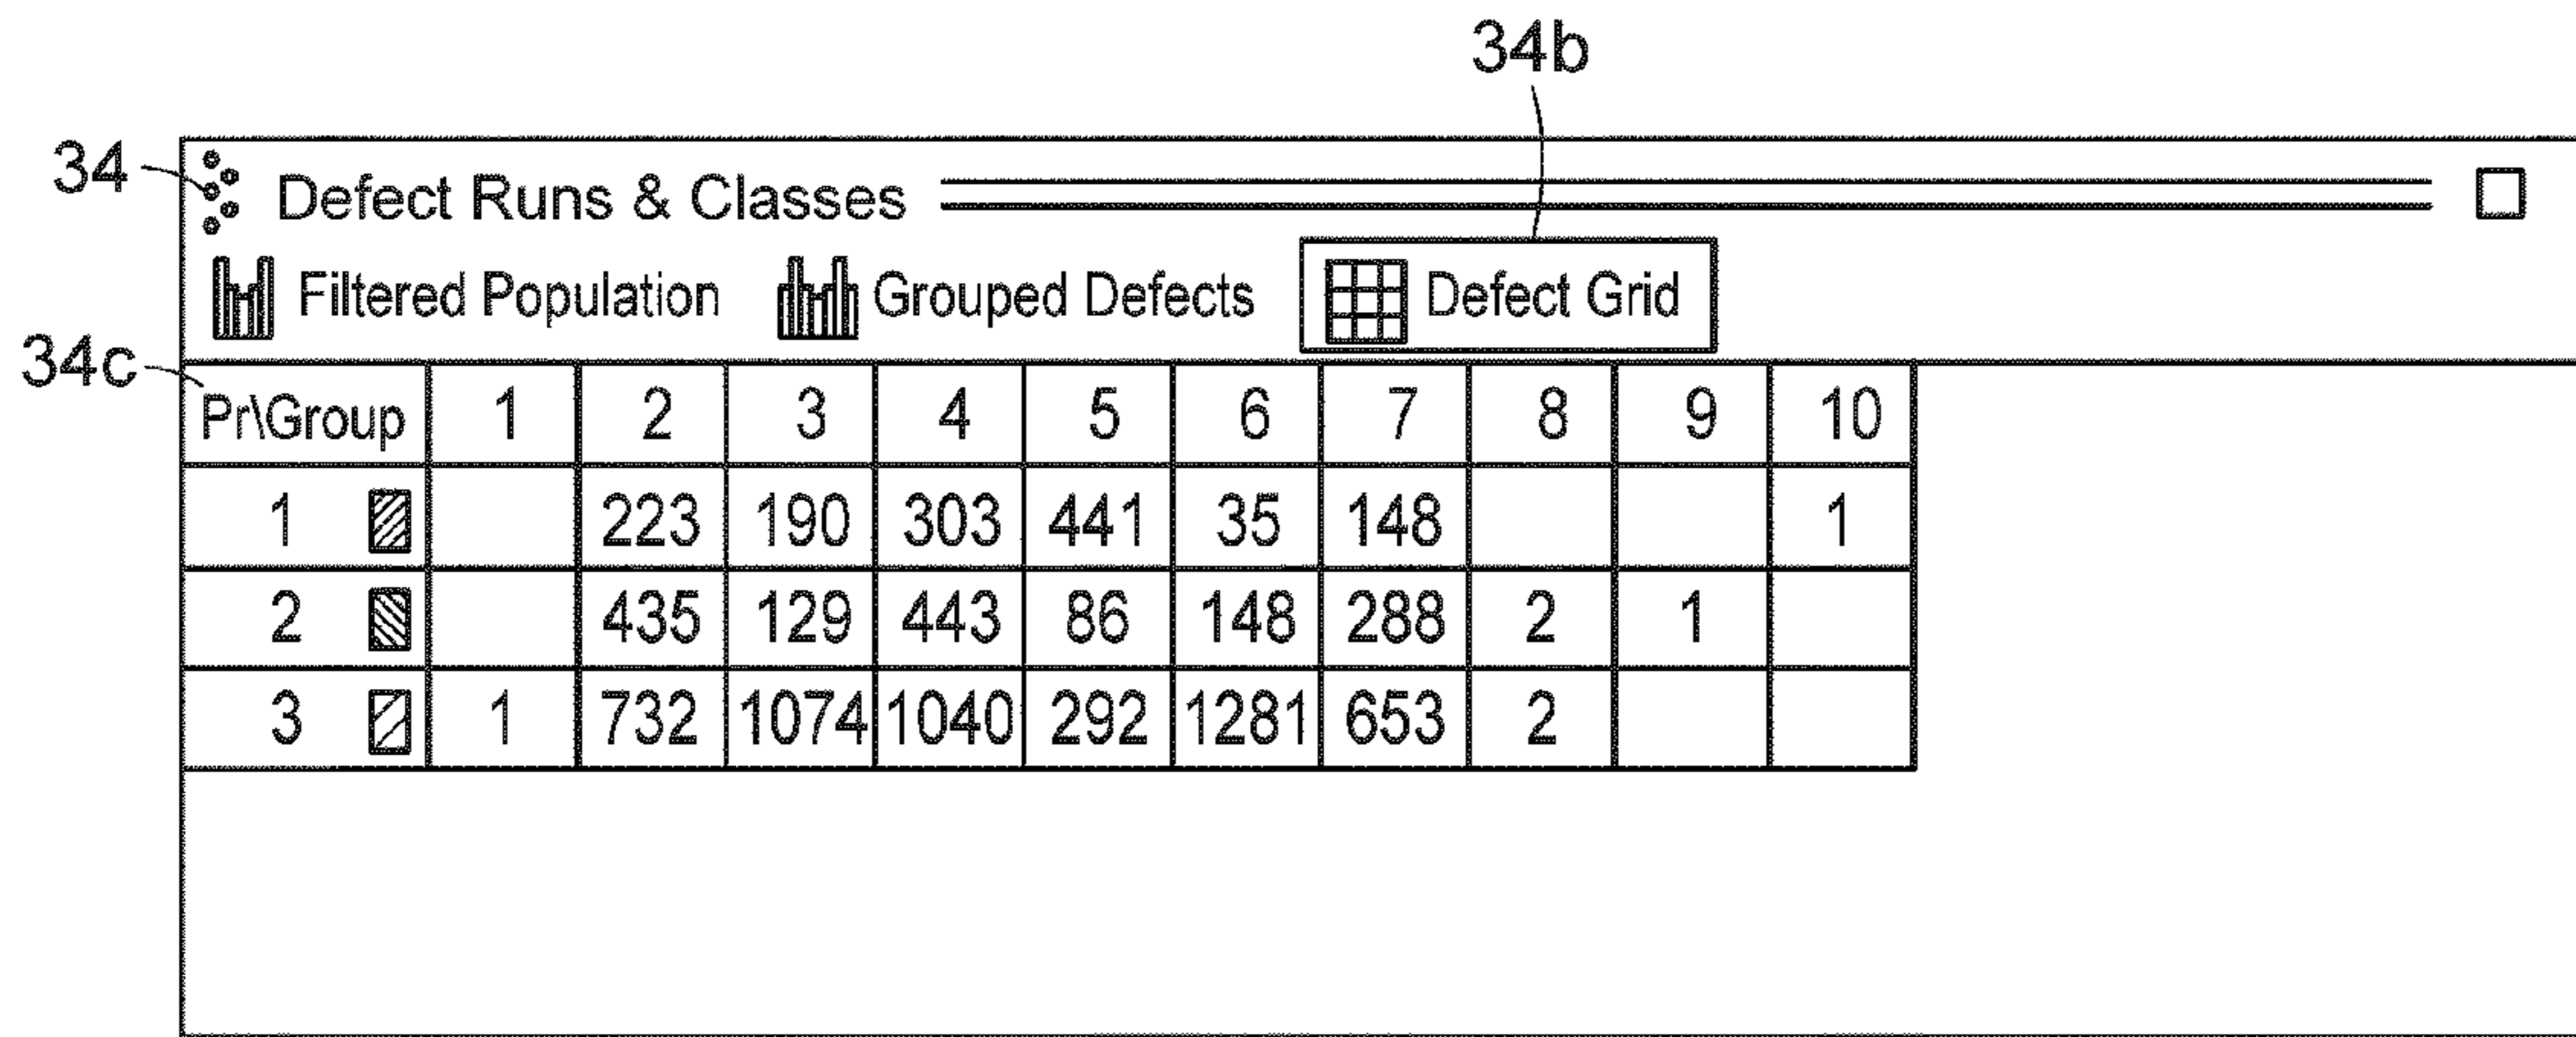 34b
34
Defect Runs & Classes
Filtered Population Grouped Defects Defect Grid
34c
Pr\Group 1 2 3 4 5 6 7 8 9 10
1 223 190 303 441 35 148 1
2 435 129 443 86 148 288 2 1
3 1 732 1074 1040 292 1281 653 2